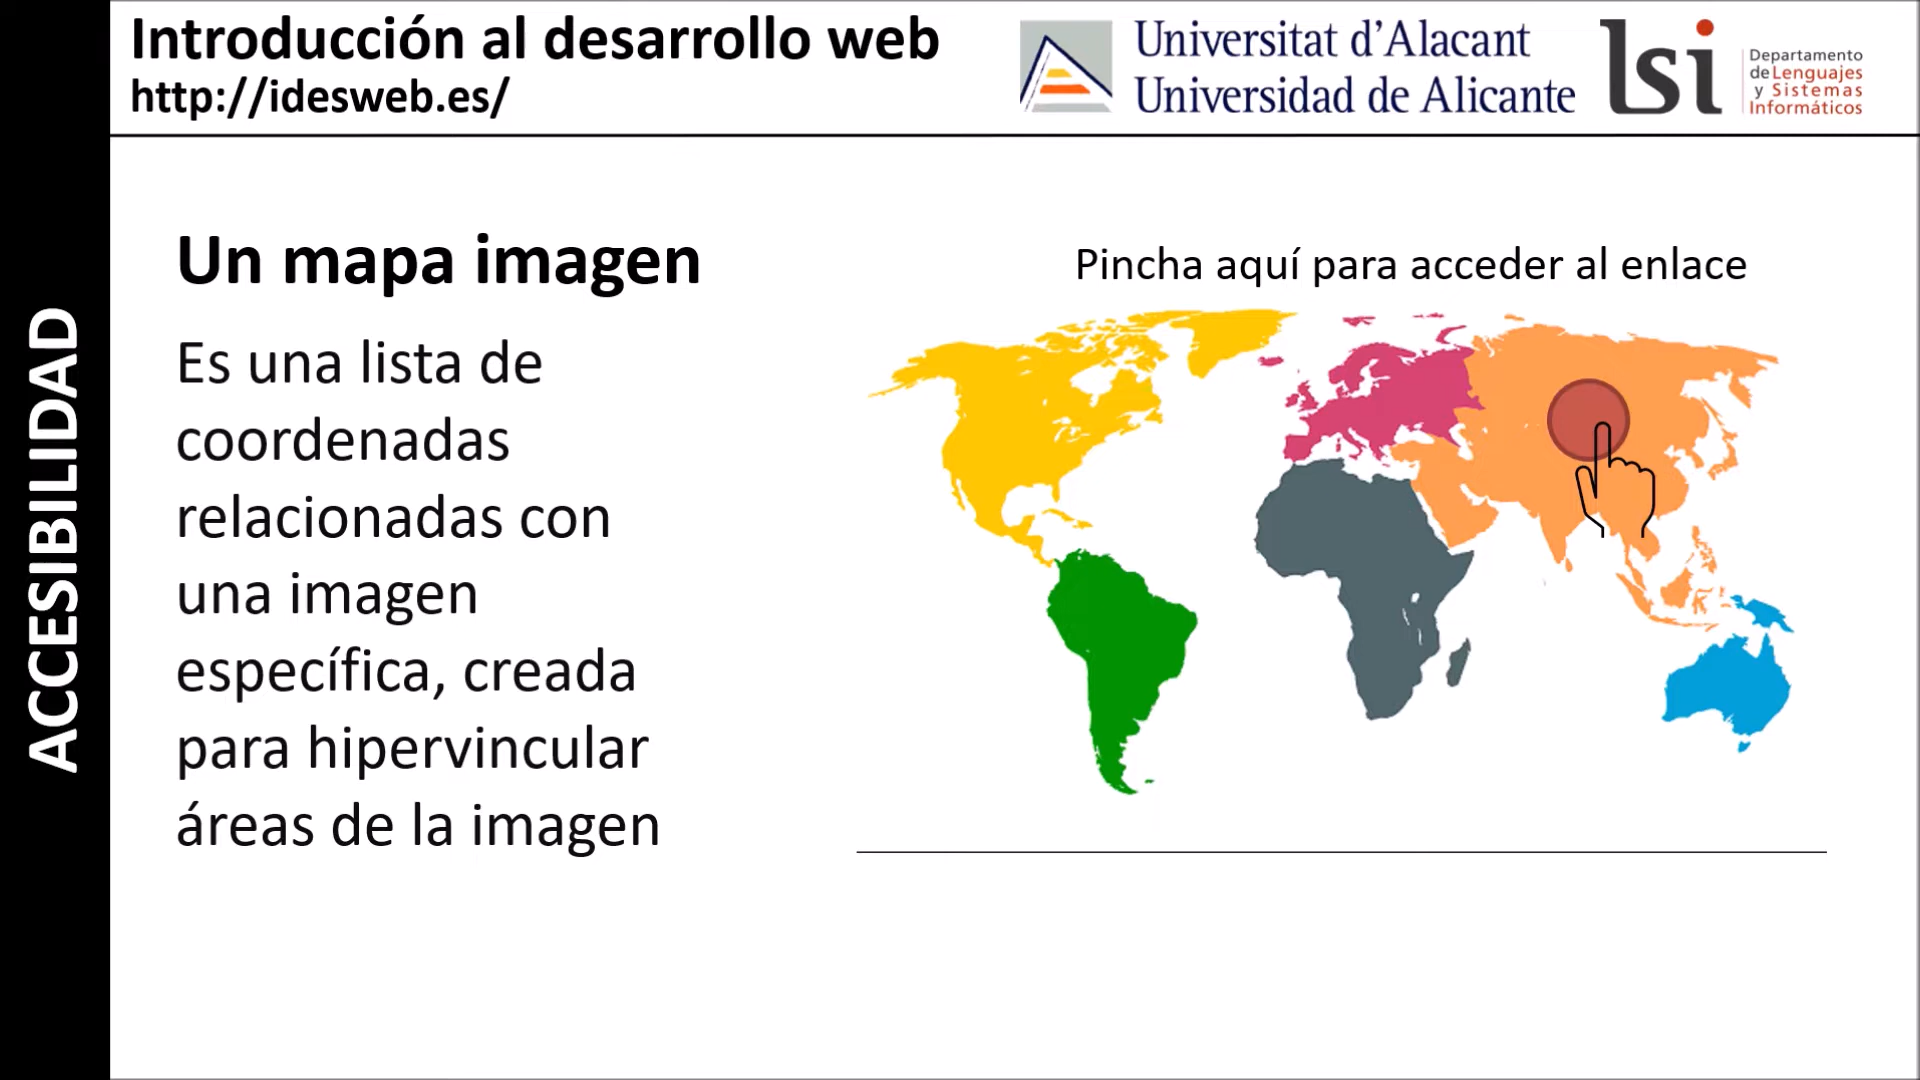 Introducción al desarrollo web
http://idesweb.es/
Universitat d’Alacant
Universidad de Alicante
lsi
Departamento
de Lenguajes
y Sistemas
Informáticos
ACCESIBILIDAD
Un mapa imagen
Es una lista de
coordenadas
relacionadas con
una imagen
específica, creada
para hipervincular
áreas de la imagen
Pincha aquí para acceder al enlace